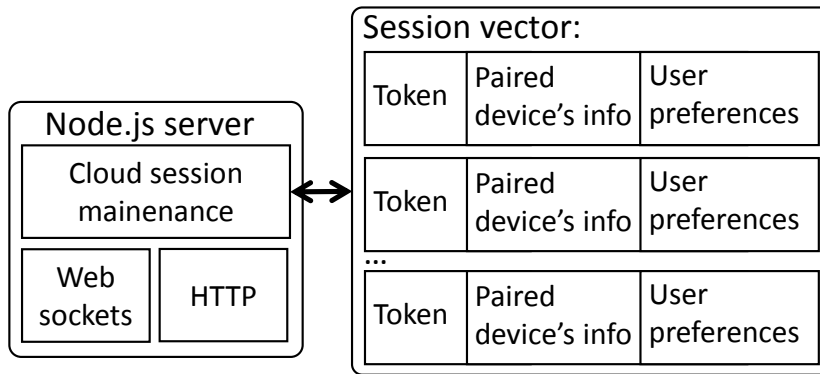 Session vector:
Token
Paired
device's info
User
preferences
Node.js server
Cloud session
mainenance
Token
Paired
device's info
User
preferences
Web
sockets
HTTP
...
Token
Paired
device's info
User
preferences